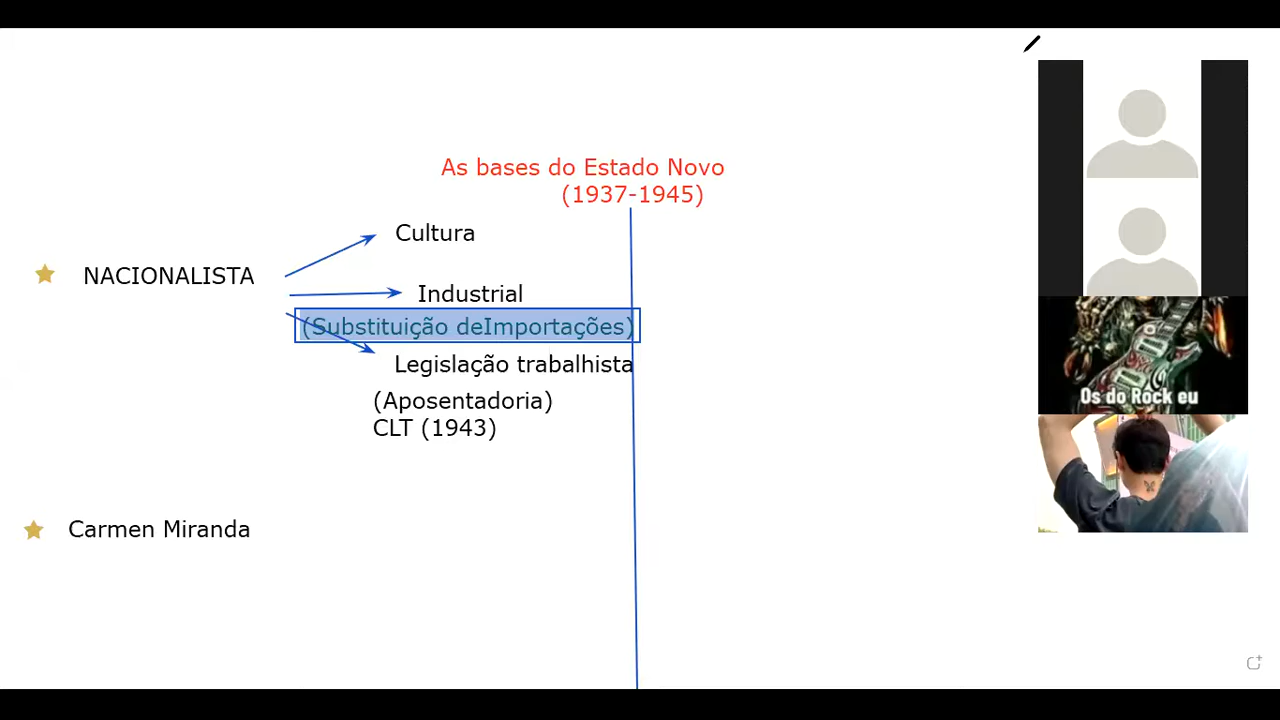 As bases do Estado Novo
(1937-1945)
Cultura
NACIONALISTA
Industrial
(Substituição deImportações)
Legislação trabalhista
(Aposentadoria)
CLT (1943)
Carmen Miranda
Os do Rock eu